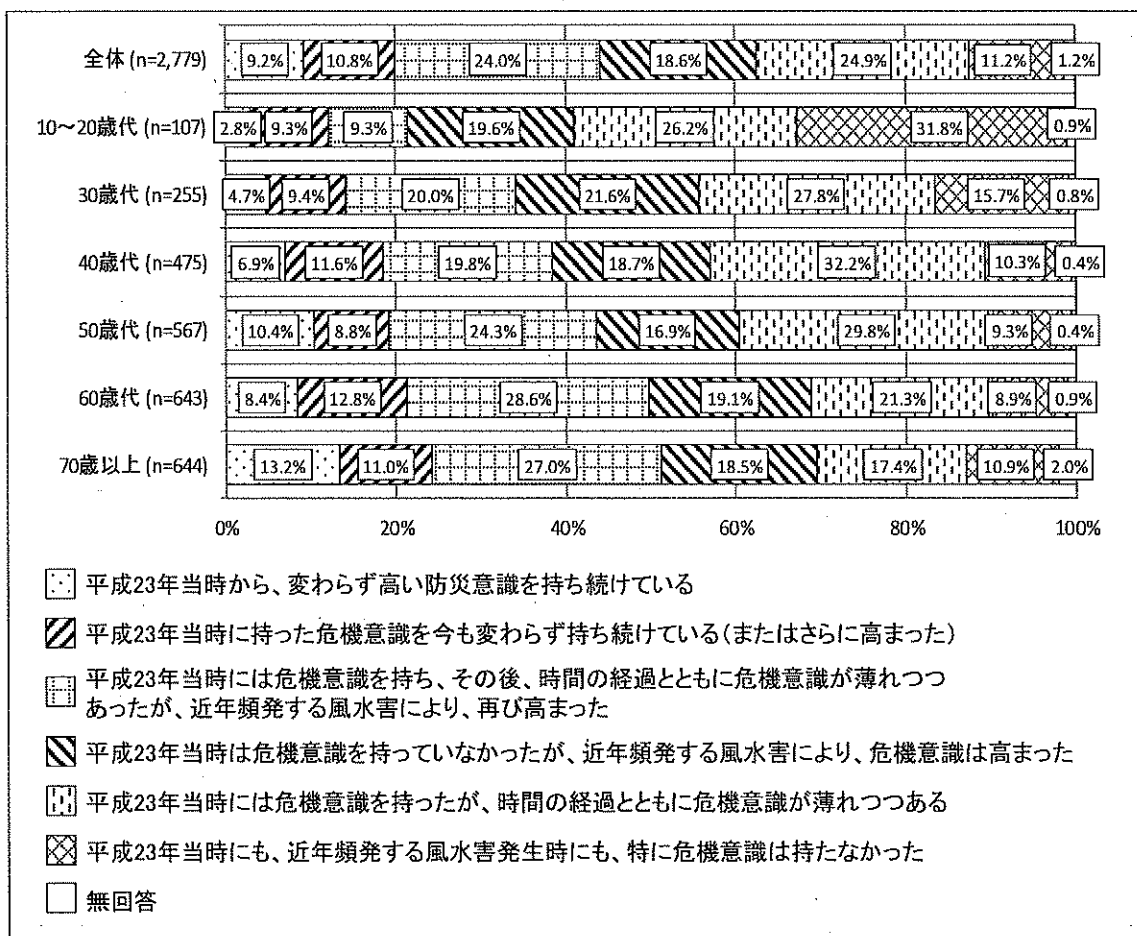 全体 (n=2,779) 9.2% 10.8% 24.0% 18.6% 24.9% 11.2% 1.2%
10～20歳代 (n=107) 2.8% 9.3% 9.3% 19.6% 26.2% 31.8% 0.9%
30歳代 (n=255) 4.7% 9.4% 20.0% 21.6% 27.8% 15.7% 0.8%
40歳代 (n=475) 6.9% 11.6% 19.8% 18.7% 32.2% 10.3% 0.4%
50歳代 (n=567) 10.4% 8.8% 24.3% 16.9% 29.8% 9.3% 0.4%
60歳代 (n=643) 8.4% 12.8% 28.6% 19.1% 21.3% 8.9% 0.9%
70歳以上 (n=644) 13.2% 11.0% 27.0% 18.5% 17.4% 10.9% 2.0%
0% 20% 40% 60% 80% 100%
平成23年当時から、変わらず高い防災意識を持ち続けている
平成23年当時に持った危機意識を今も変わらず持ち続けている(またはさらに高まった)
平成23年当時には危機意識を持ち、その後、時間の経過とともに危機意識が薄れつつ
あったが、近年頻発する風水害により、再び高まった
平成23年当時は危機意識を持っていなかったが、近年頻発する風水害により、危機意識は高まった
平成23年当時には危機意識を持ったが、時間の経過とともに危機意識が薄れつつある
平成23年当時にも、近年頻発する風水害発生時にも、特に危機意識は持たなかった
無回答